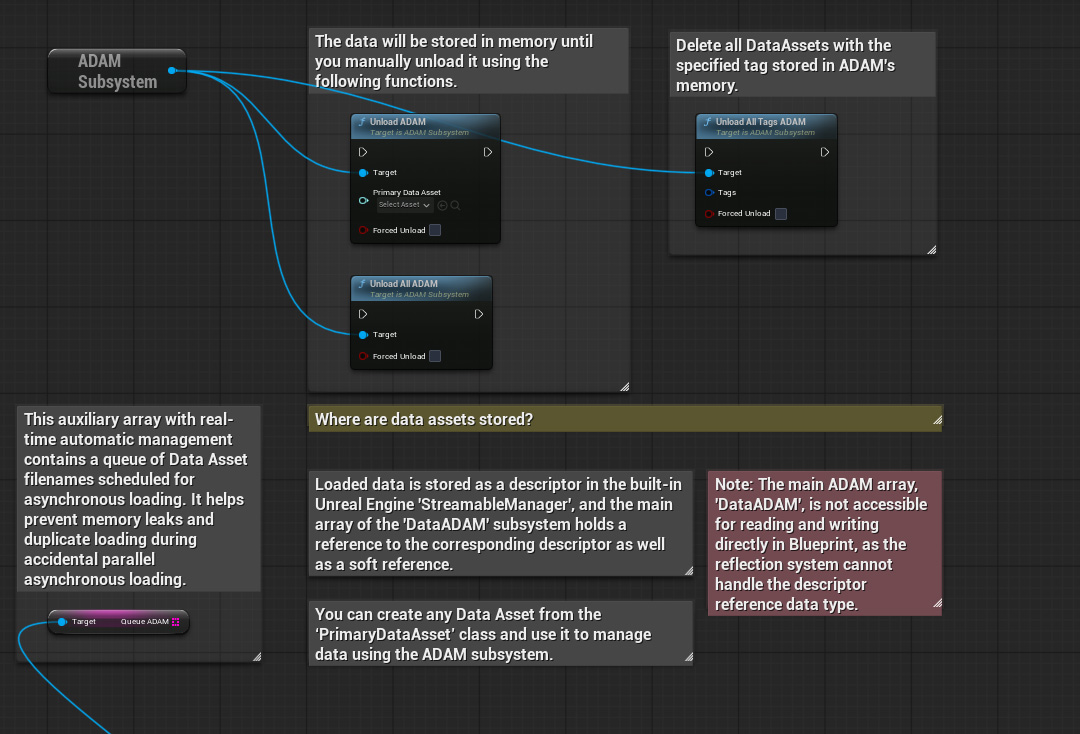 ADAM
Subsystem
The data will be stored in memory until
you manually unload it using the
following functions.
Unload ADAM
Target is ADAM Subsystem
Target
Primary Data Asset
Select Asset
Forced Unload
Unload All ADAM
Target is ADAM Subsystem
Target
Forced Unload
Delete all DataAssets with the
specified tag stored in ADAM's
memory.
Unload All Tags ADAM
Target is ADAM Subsystem
Target
Tags
Forced Unload
This auxiliary array with real-
time automatic management
contains a queue of Data Asset
filenames scheduled for
asynchronous loading. It helps
prevent memory leaks and
duplicate loading during
accidental parallel
asynchronous loading.
Target Queue ADAM
Where are data assets stored?
Loaded data is stored as a descriptor in the built-in
Unreal Engine 'StreamableManager', and the main
array of the 'DataADAM' subsystem holds a
reference to the corresponding descriptor as well
as a soft reference.
You can create any Data Asset from the
‘PrimaryDataAsset’ class and use it to manage
data using the ADAM subsystem.
Note: The main ADAM array,
'DataADAM', is not accessible
for reading and writing
directly in Blueprint, as the
reflection system cannot
handle the descriptor
reference data type.